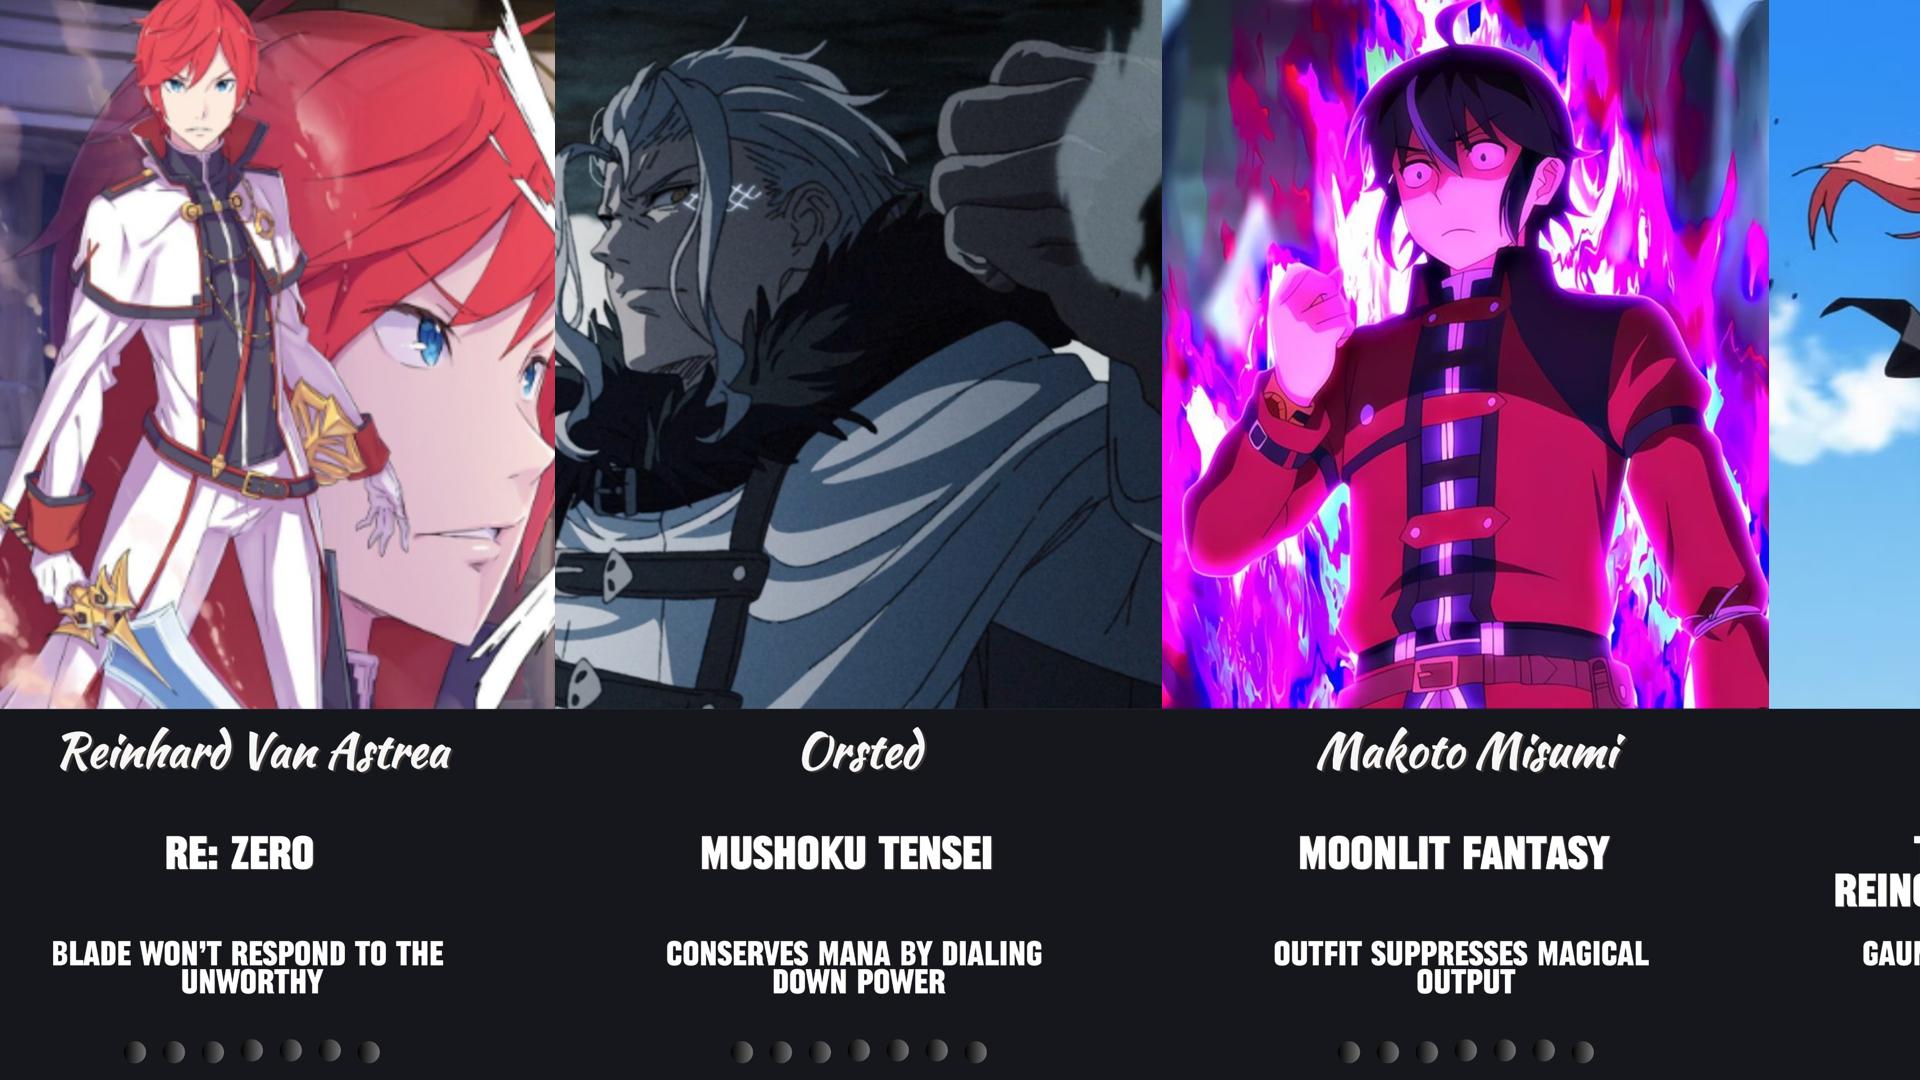 Reinhard Van Astrea
RE: ZERO
BLADE WON'T RESPOND TO THE
UNWORTHY
Orsted
MUSHOKU TENSEI
CONSERVES MANA BY DIALING
DOWN POWER
Makoto Misumi
MOONLIT FANTASY
OUTFIT SUPPRESSES MAGICAL
OUTPUT